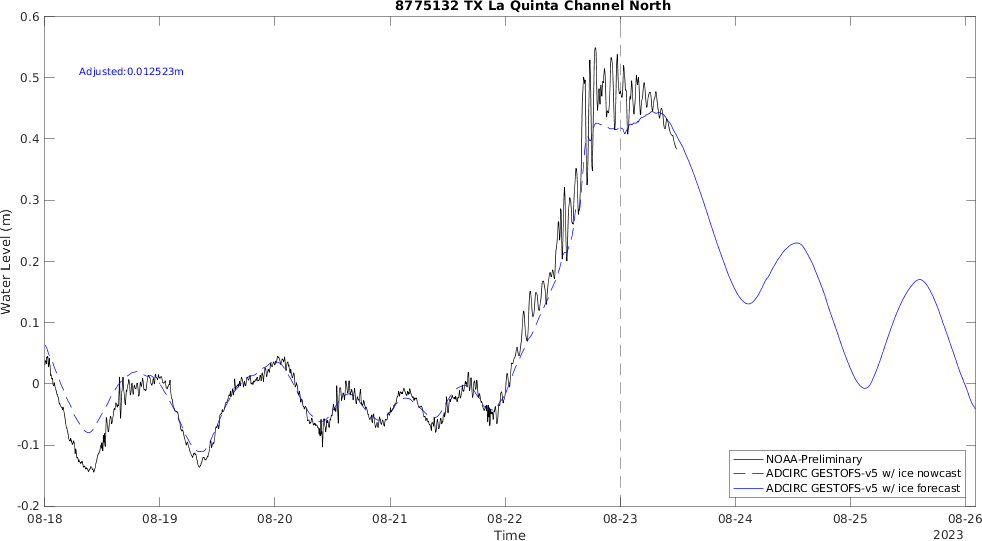 8775132 TX La Quinta Channel North
Adjusted:0.012523m
0.6
0.5
0.4
0.3
0.2
0.1
0
-0.1
-0.2
Water Level (m)
NOAA-Preliminary
ADCIRC GESTOFS-v5 w/ ice nowcast
ADCIRC GESTOFS-v5 w/ ice forecast
08-18 08-19 08-20 08-21 08-22 08-23 08-24 08-25 08-26
Time
2023